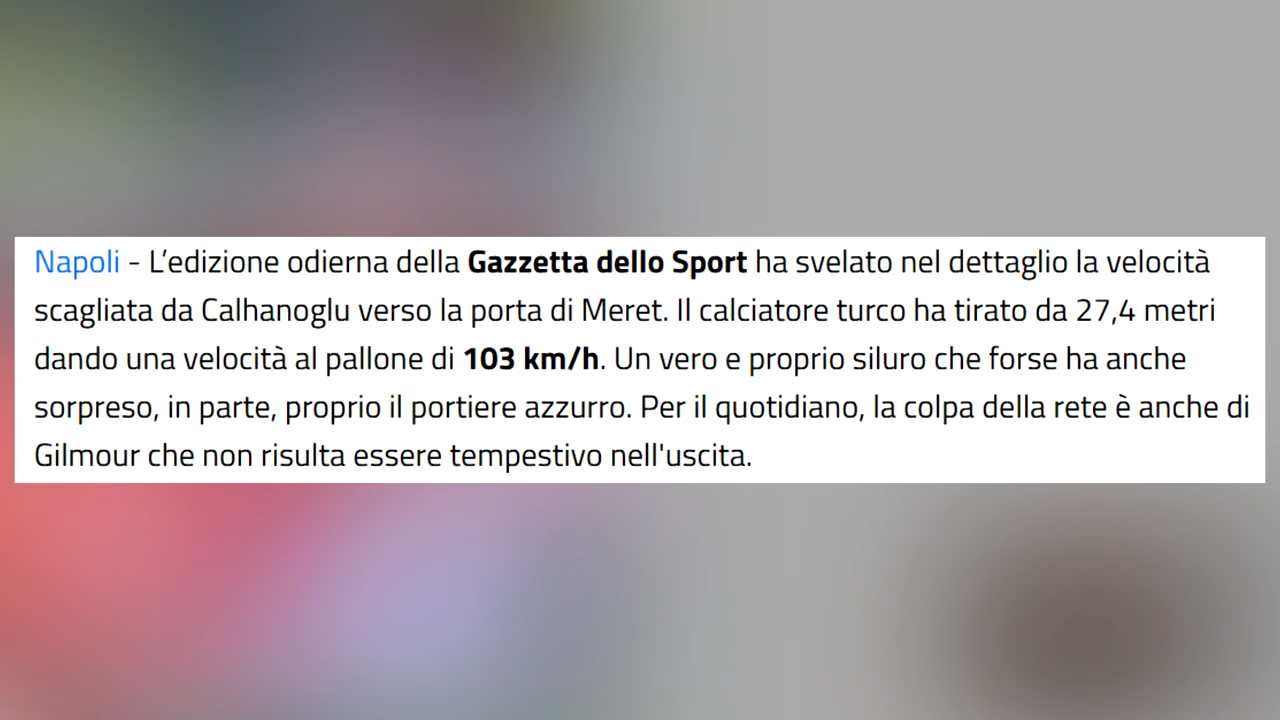 Napoli - L’edizione odierna della Gazzetta dello Sport ha svelato nel dettaglio la velocità
scagliata da Calhanoglu verso la porta di Meret. Il calciatore turco ha tirato da 27,4 metri
dando una velocità al pallone di 103 km/h. Un vero e proprio siluro che forse ha anche
sorpreso, in parte, proprio il portiere azzurro. Per il quotidiano, la colpa della rete è anche di
Gilmour che non risulta essere tempestivo nell'uscita.